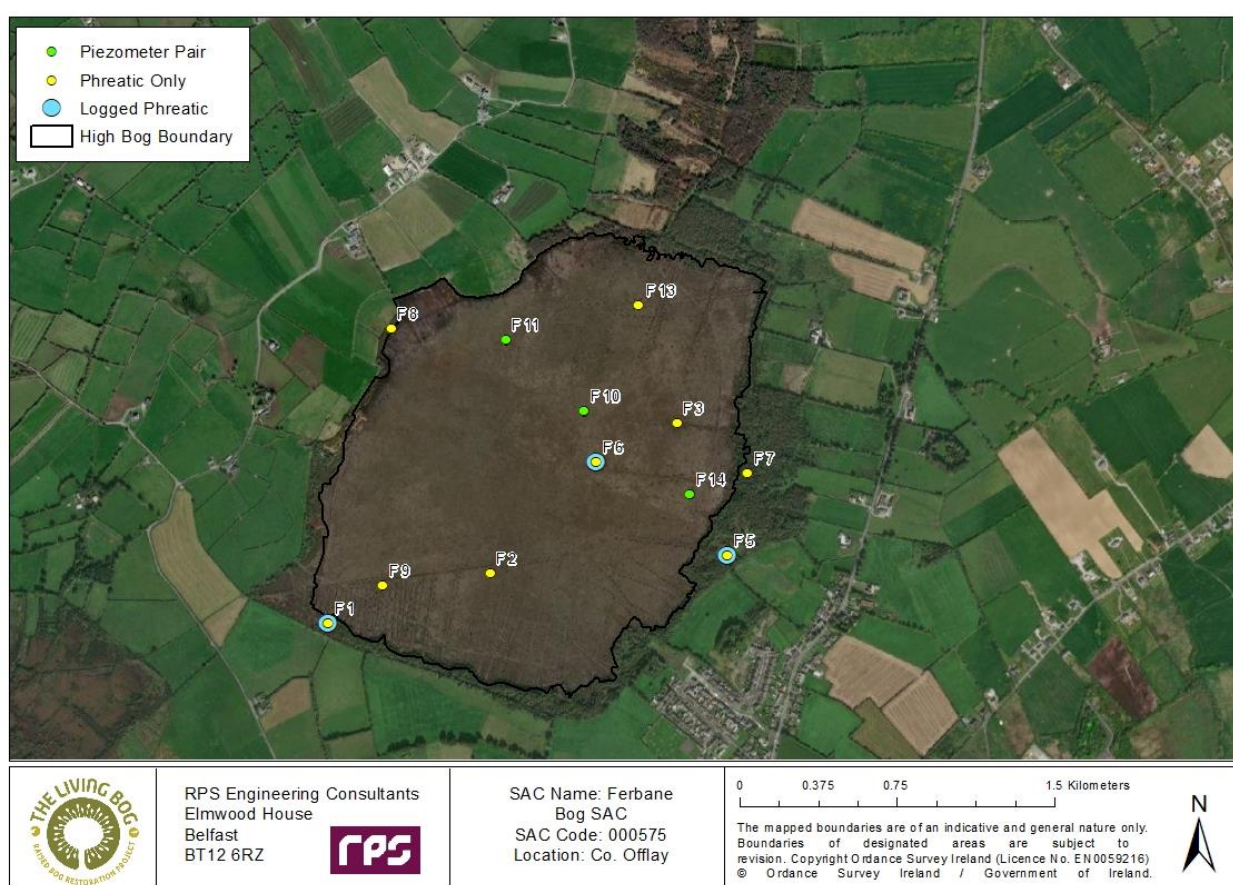 Piezometer Pair
Phreatic Only
Logged Phreatic
High Bog Boundary
F13
F8
F11
F10
F3
F6
F7
F14
F5
F2
F9
F1
THE LIVING BOG
RAISED BOG RESTORATION PROJECT
RPS Engineering Consultants
Elmwood House
Belfast
BT12 6RZ
rps
SAC Name: Ferbane
Bog SAC
SAC Code: 000575
Location: Co. Offlay
0 0.375 0.75 1.5 Kilometers
The mapped boundaries are of an indicative and general nature only.
Boundaries of designated areas are subject to
revision. Copyright Ordance Survey Ireland (Licence No. EN0059216)
© Ordance Survey Ireland / Government of Ireland.
N